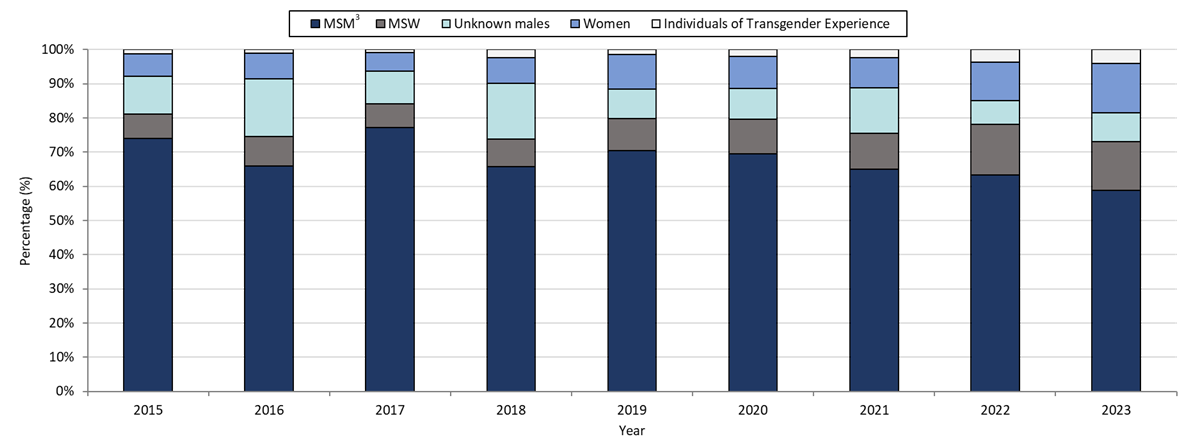 MSM³ MSW Unknown males Women Individuals of Transgender Experience
100%
90%
80%
70%
60%
50%
40%
30%
20%
10%
0%
Percentage (%)
2015 2016 2017 2018 2019 2020 2021 2022 2023
Year